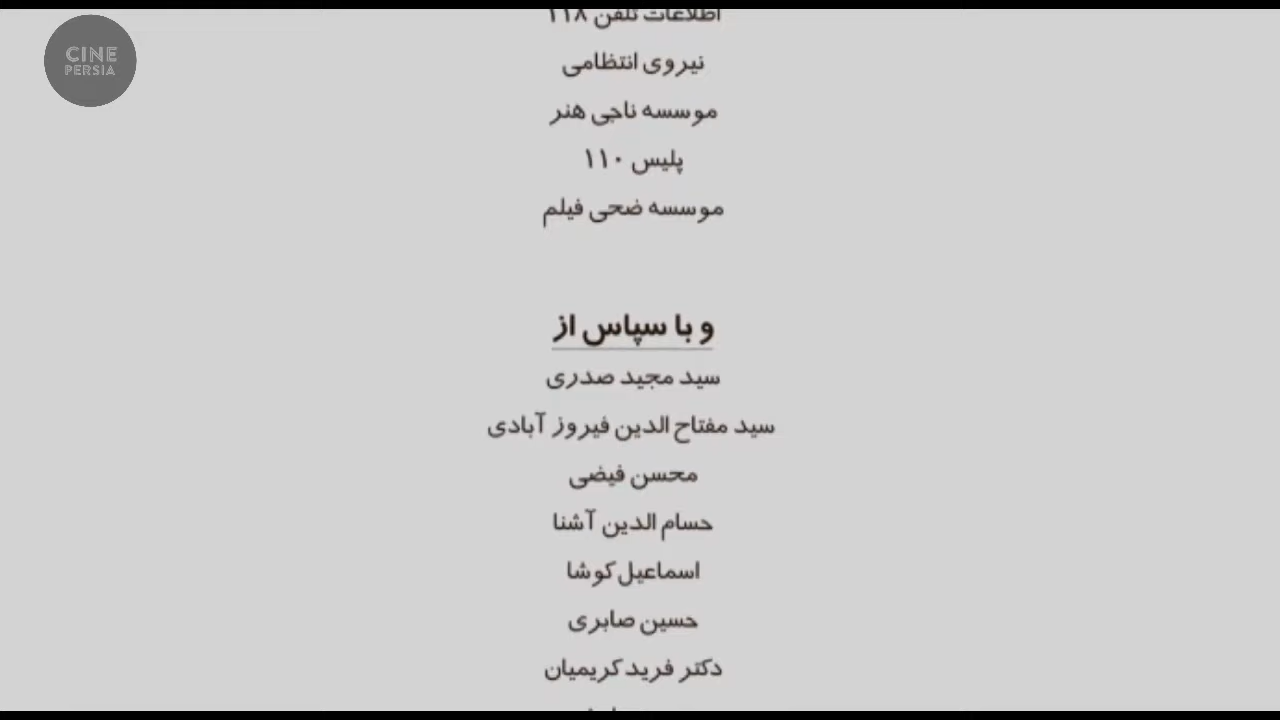 CINE
PERSIA
اطلاعات تلفن ۱۱۸
نیروی انتظامی
موسسه ناجی هنر
پلیس ۱۱۰
موسسه ضحی فیلم
و با سپاس از
سید مجید صدری
سید مفتاح الدین فیروز آبادی
محسن فیضی
حسام الدین آشنا
اسماعیل کوشا
حسین صابری
دکتر فرید کریمیان